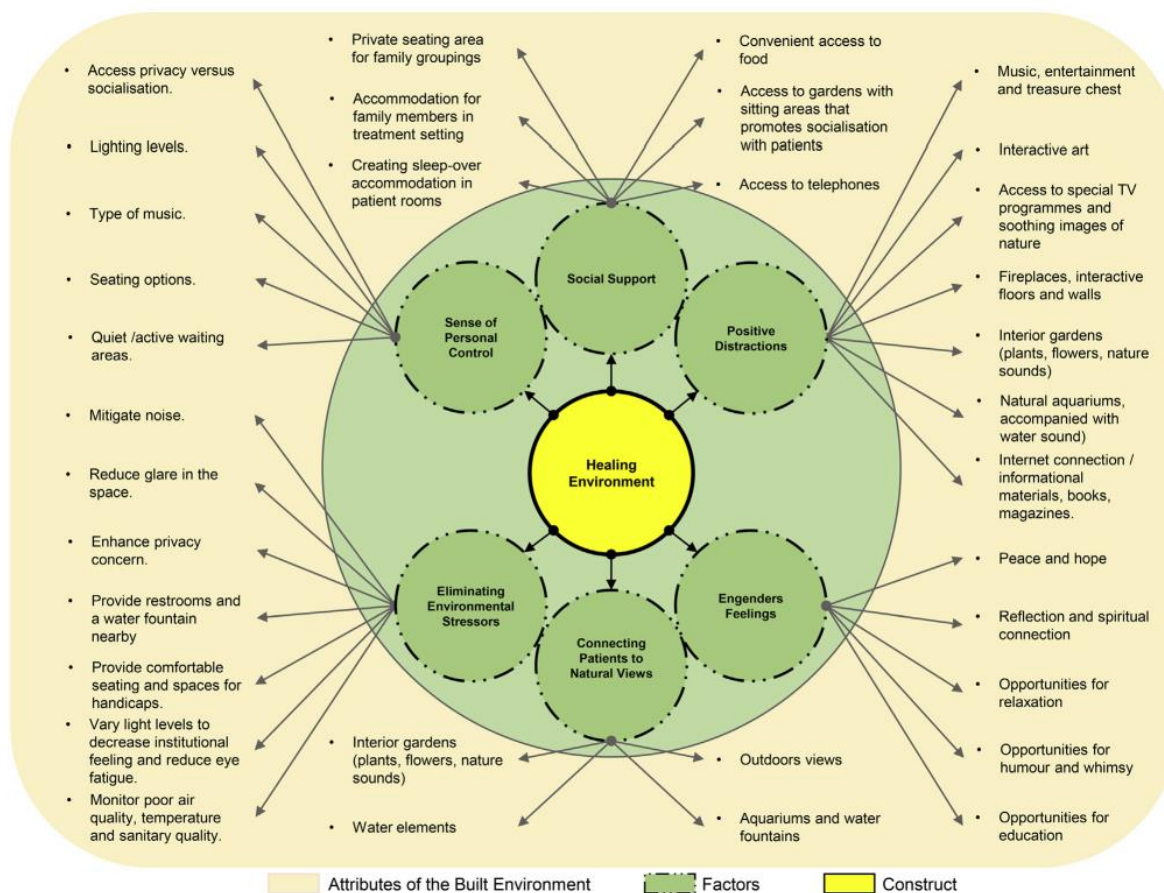 • Access privacy versus
socialisation.
• Lighting levels.
• Type of music.
• Seating options.
• Quiet /active waiting
areas.
• Mitigate noise.
• Reduce glare in the
space.
• Enhance privacy
concern.
• Provide restrooms and
a water fountain
nearby
• Provide comfortable
seating and spaces for
handicaps.
• Vary light levels to
decrease institutional
feeling and reduce eye
fatigue.
• Monitor poor air
quality, temperature
and sanitary quality.
• Private seating area
for family groupings
• Accommodation for
family members in
treatment setting
• Creating sleep-over
accommodation in
patient rooms
• Convenient access to
food
• Access to gardens with
sitting areas that
promotes socialisation
with patients
• Access to telephones
Social Support
Sense of
Personal
Control
Positive
Distractions
Healing
Environment
Eliminating
Environmental
Stressors
Connecting
Patients to
Natural Views
Engenders
Feelings
• Interior gardens
(plants, flowers, nature
sounds)
• Water elements
• Outdoors views
• Aquariums and water
fountains
• Music, entertainment
and treasure chest
• Interactive art
• Access to special TV
programmes and
soothing images of
nature
• Fireplaces, interactive
floors and walls
• Interior gardens
(plants, flowers, nature
sounds)
• Natural aquariums,
accompanied with
water sound)
• Internet connection /
informational
materials, books,
magazines.
• Peace and hope
• Reflection and spiritual
connection
• Opportunities for
relaxation
• Opportunities for
humour and whimsy
• Opportunities for
education
Attributes of the Built Environment
Factors
Construct